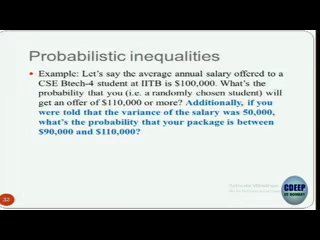 Probabilistic inequalities
• Example: Let's say the average annual salary offered to a
CSE Btech-4 student at IITB is $100,000. What's the
probability that you (i.e. a randomly chosen student) will
get an offer of $110,000 or more? Additionally, if you
were told that the variance of the salary was 50,000,
what's the probability that your package is between
$90,000 and $110,000?
32
CDEEP
IIT BOMBAY